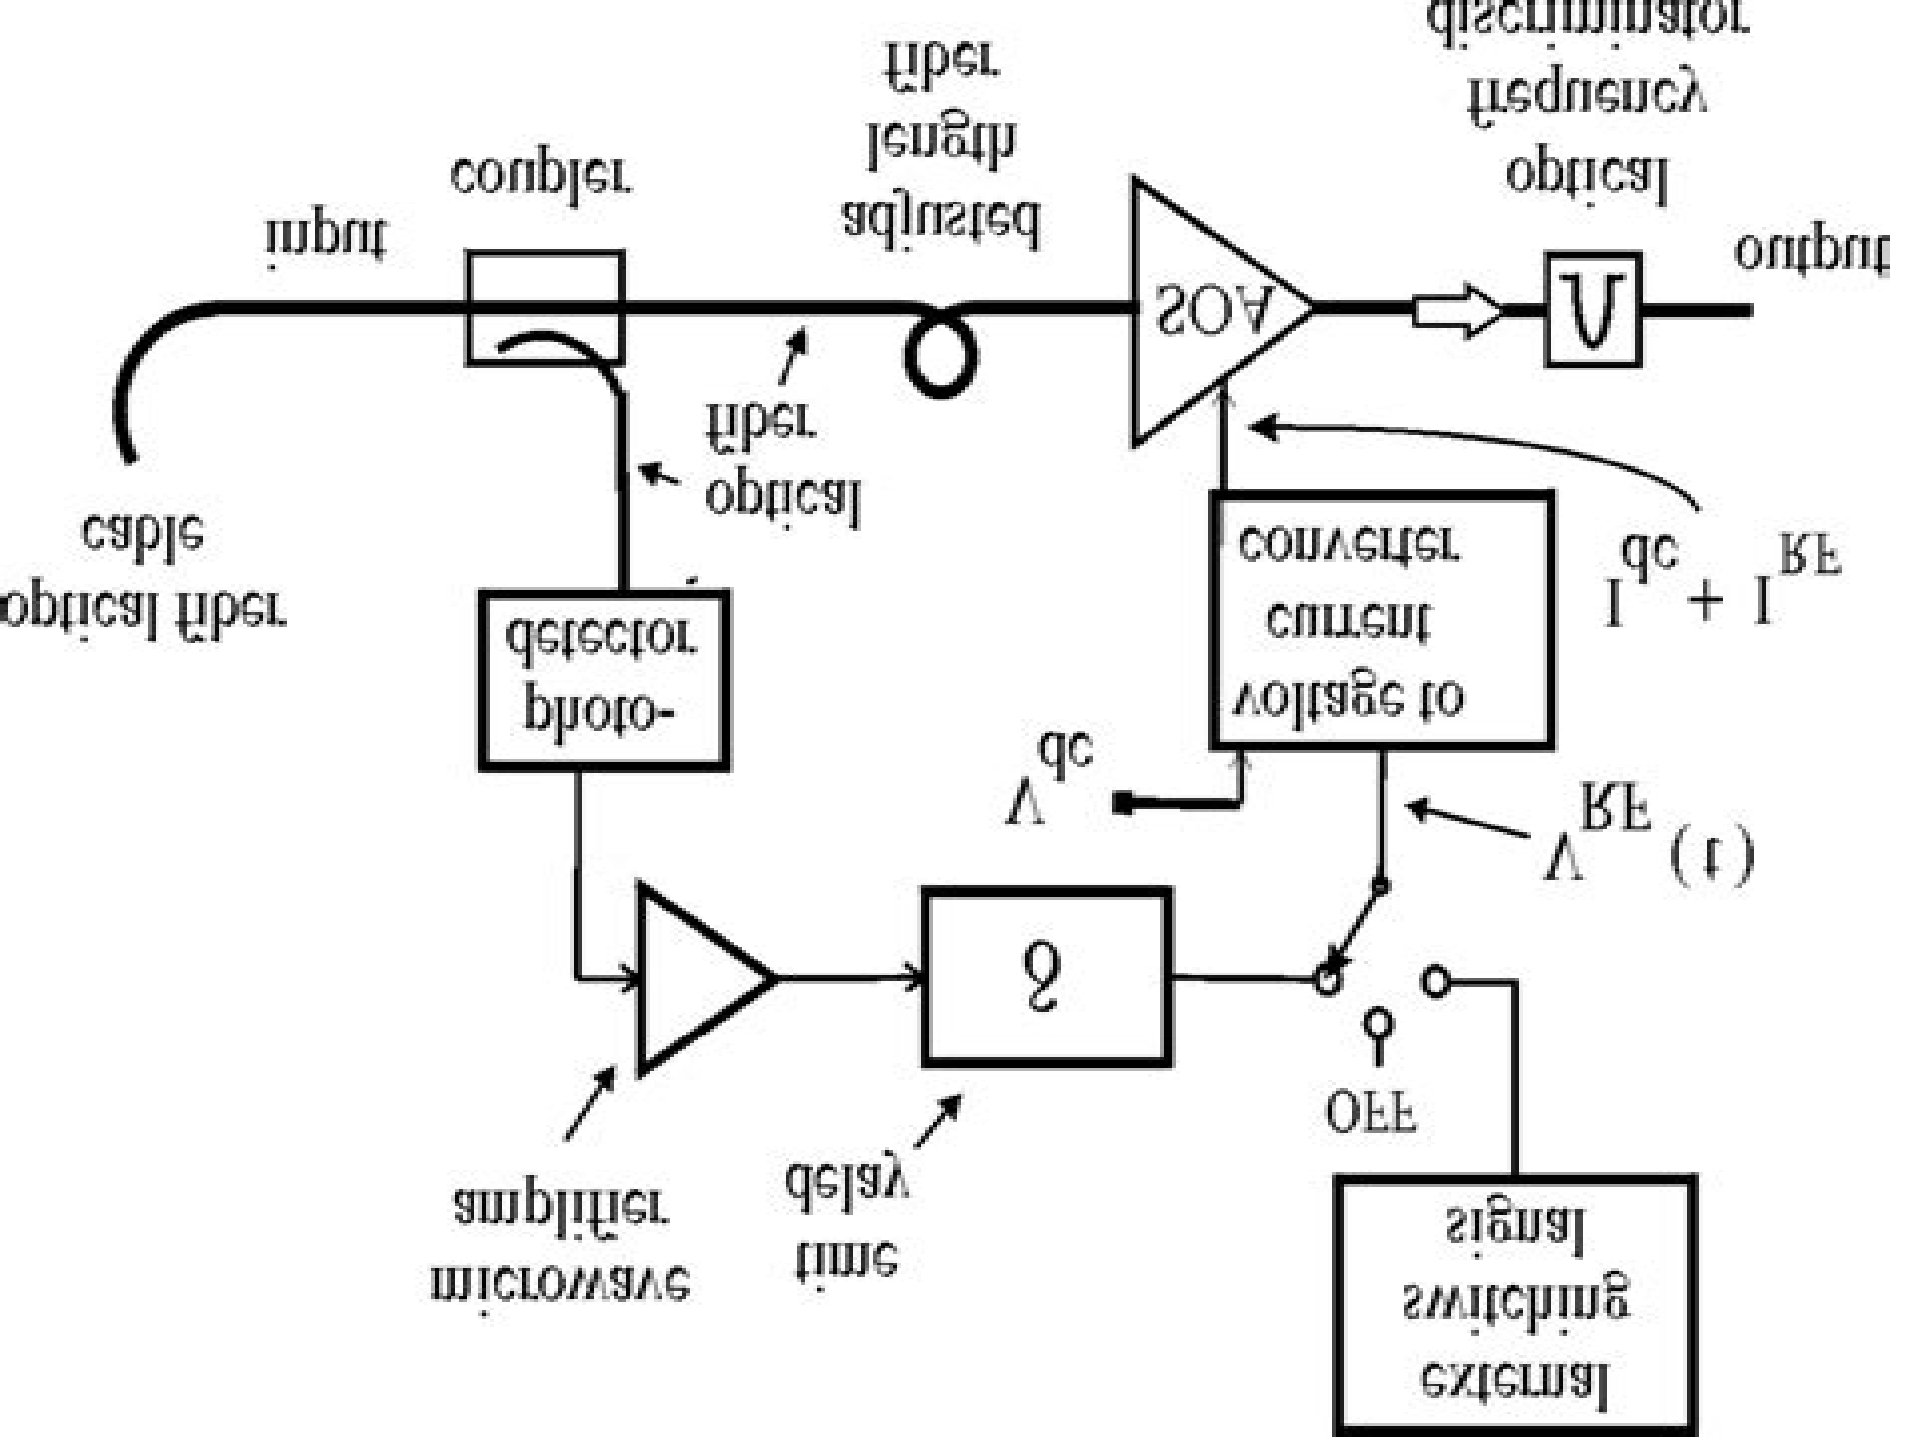 external
switching
signal
microwave
amplifier
time
delay
OFF
δ
V RF (t)
V dc
photo-
detector
voltage to
current
converter
I dc + I RF
optical fiber
cable
optical
fiber
SOA
input
output
coupler
adjusted
length
fiber
optical
frequency
discriminator